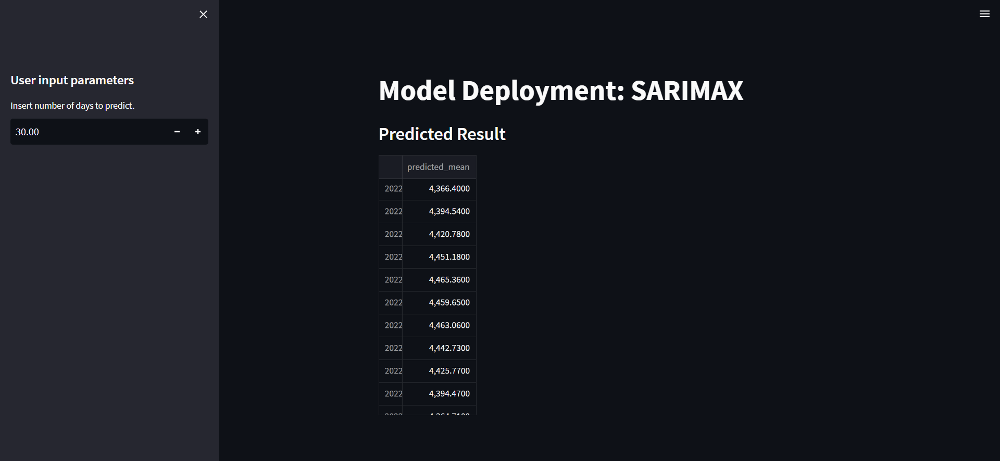 User input parameters
Insert number of days to predict.
30.00
Model Deployment: SARIMAX
Predicted Result
predicted_mean
2022 4,366.4000
2022 4,394.5400
2022 4,420.7800
2022 4,451.1800
2022 4,465.3600
2022 4,459.6500
2022 4,463.0600
2022 4,442.7300
2022 4,425.7700
2022 4,394.4700